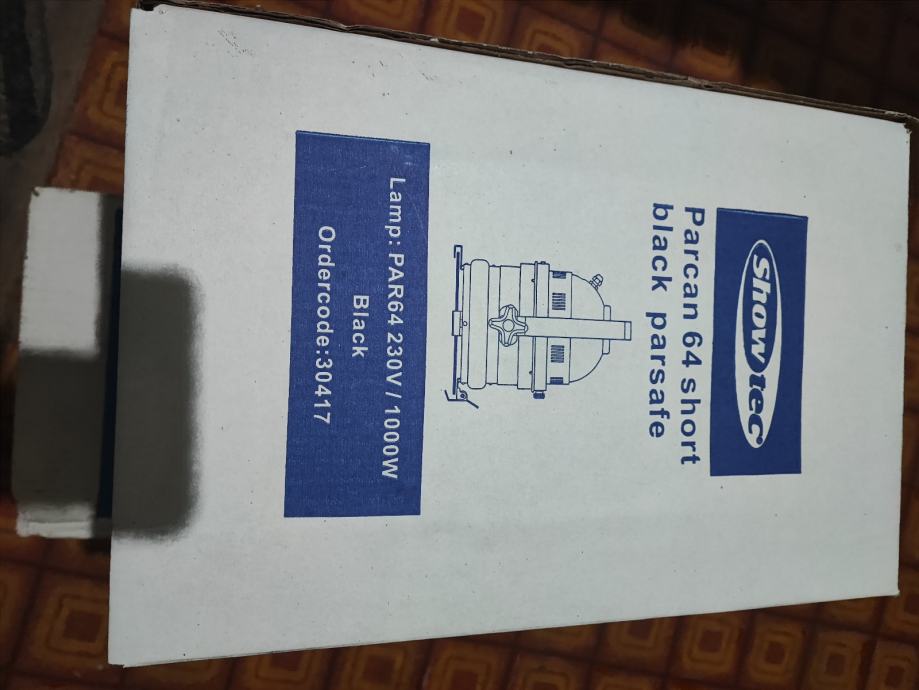 Showtec
Parcan 64 short
black parsafe
Lamp: PAR64 230V / 1000W
Black
Ordercode:30417